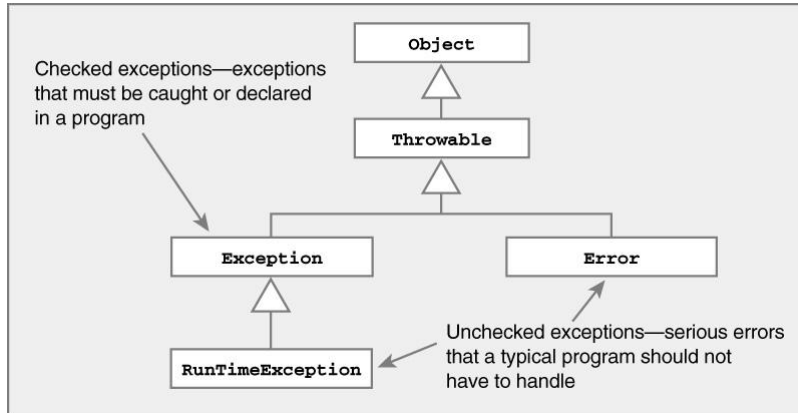 Object
Checked exceptions—exceptions
that must be caught or declared
in a program
Throwable
Exception
Error
Unchecked exceptions—serious errors
that a typical program should not
have to handle
RunTimeException